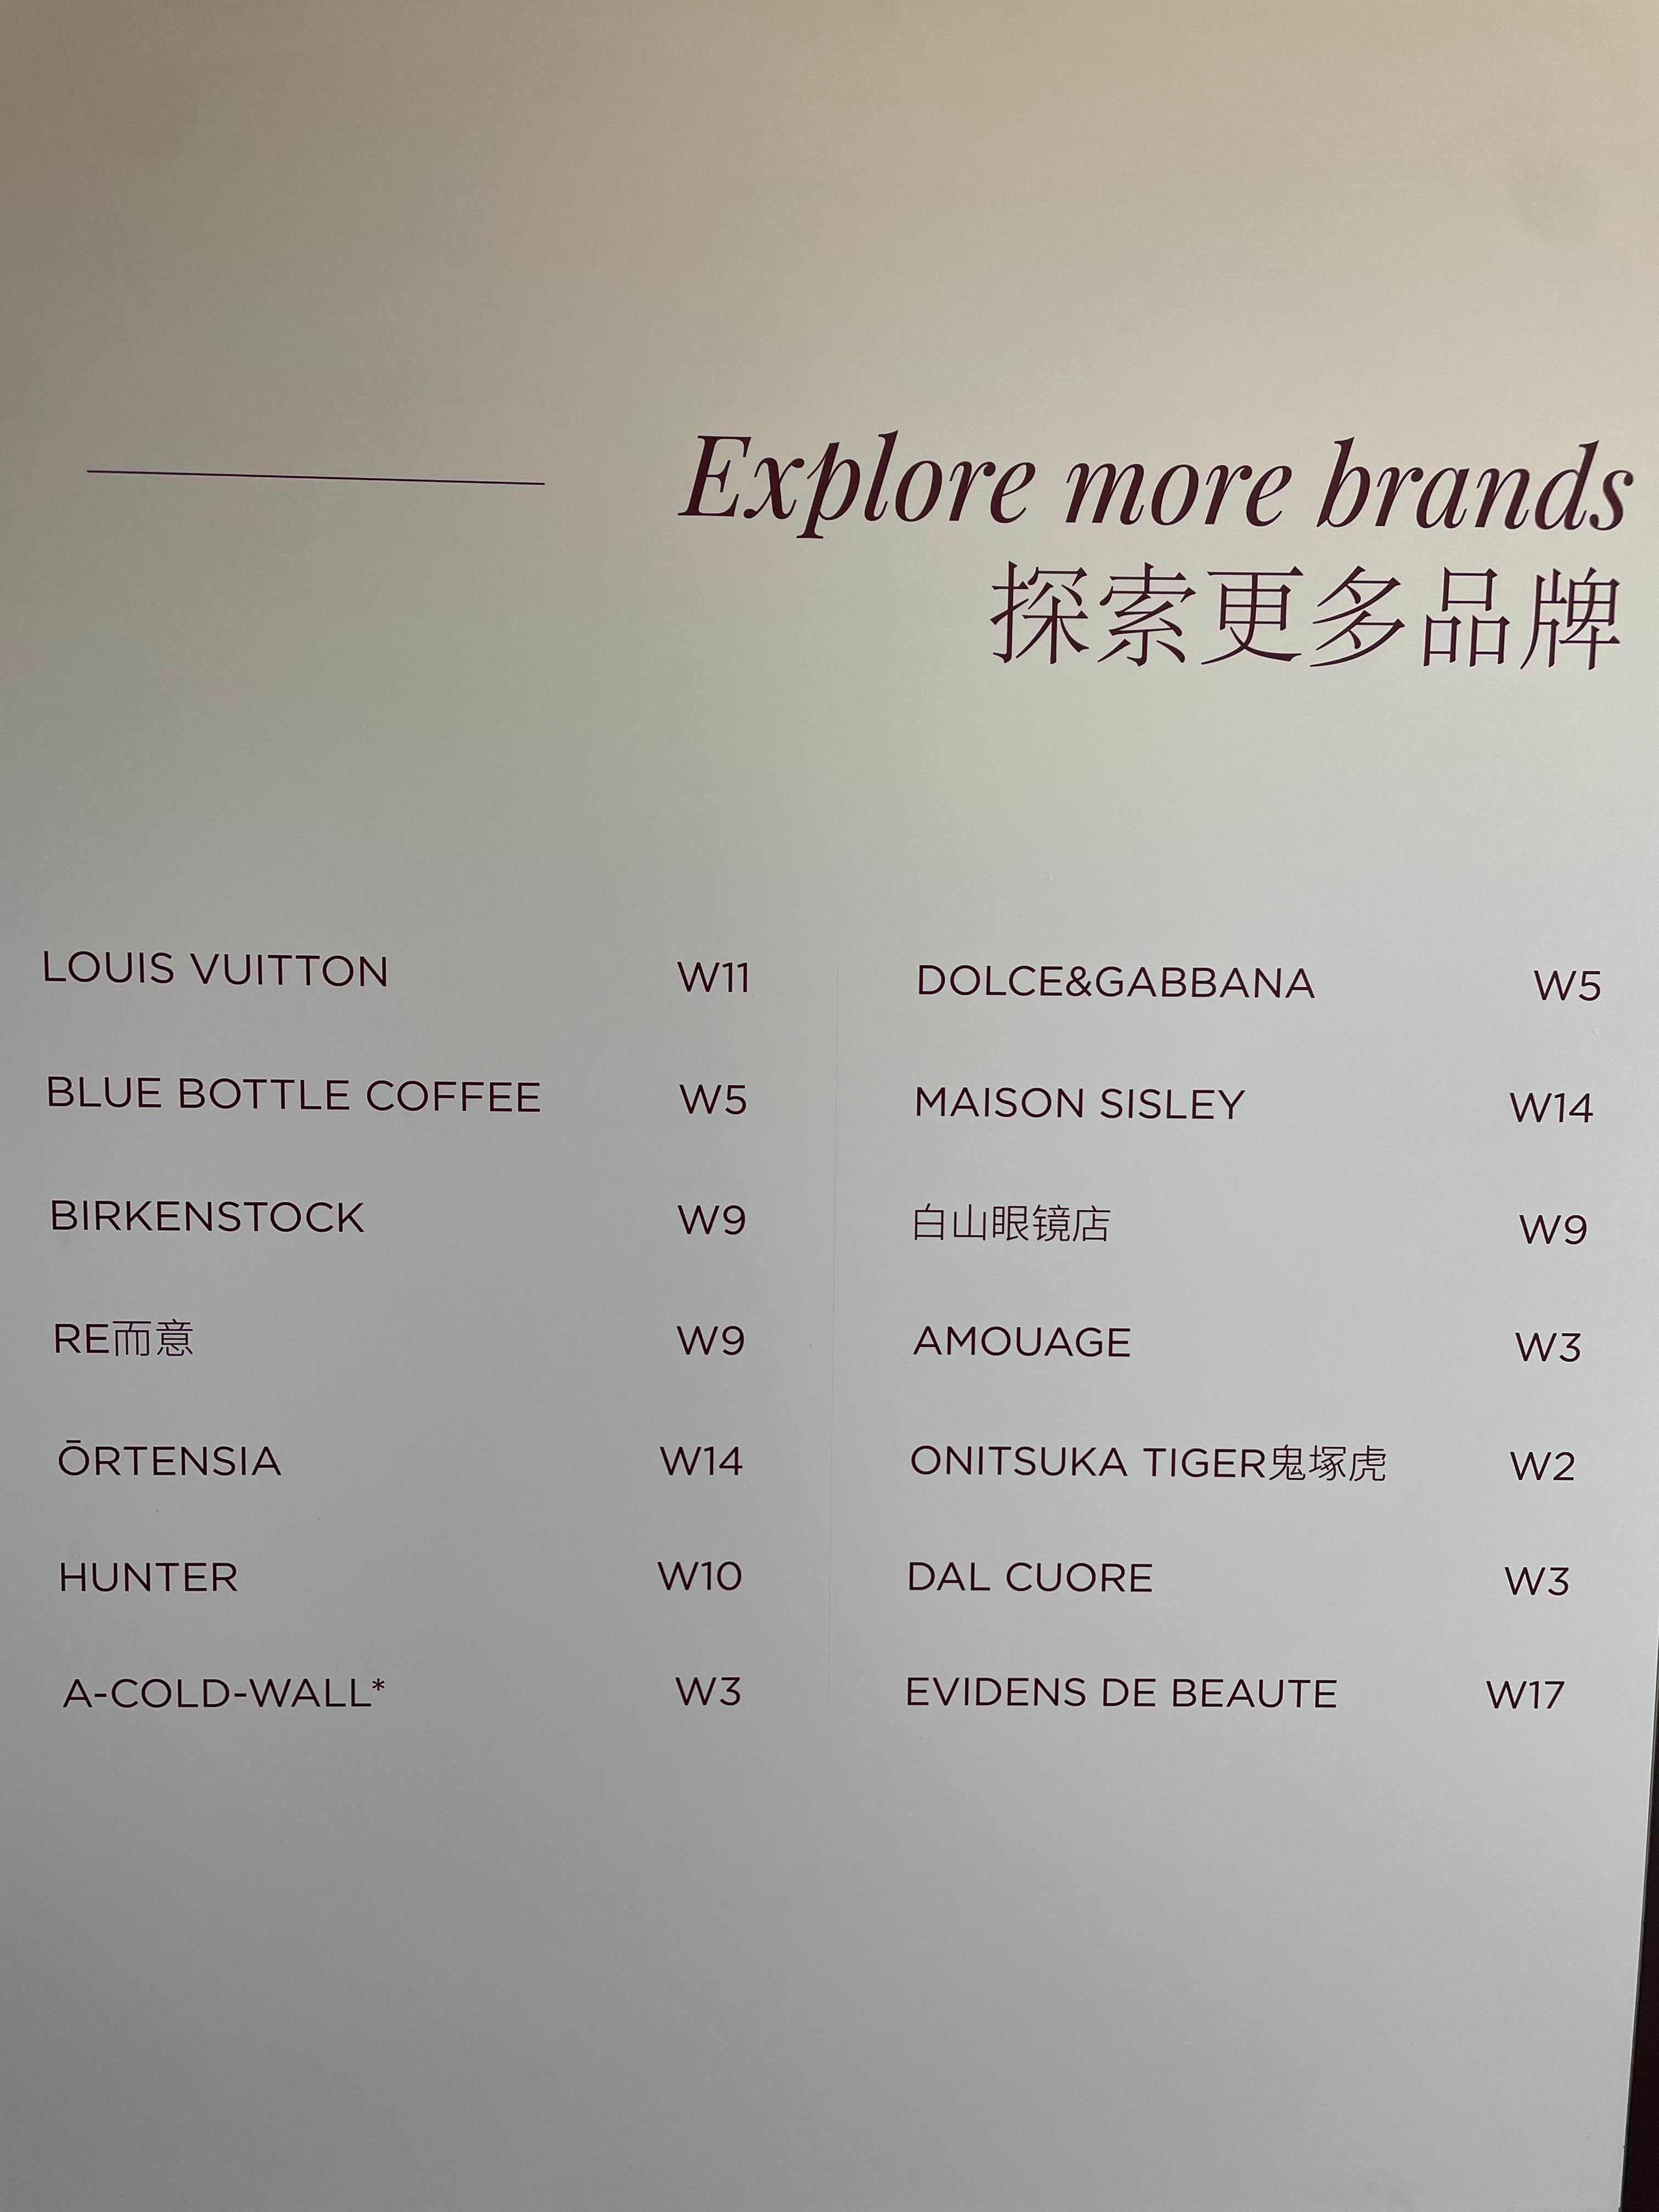 Explore more brands
探索更多品牌
LOUIS VUITTON W11
BLUE BOTTLE COFFEE W5
BIRKENSTOCK W9
RE而意 W9
ŌRTENSIA W14
HUNTER W10
A-COLD-WALL* W3
DOLCE&GABBANA W5
MAISON SISLEY W14
白山眼镜店 W9
AMOUAGE W3
ONITSUKA TIGER鬼塚虎 W2
DAL CUORE W3
EVIDENS DE BEAUTE W17